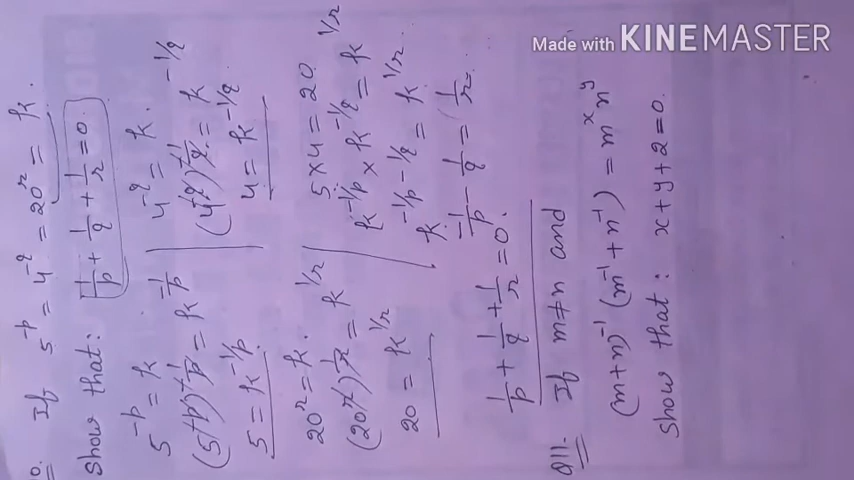 Made with KINEMASTER
10. If 5^-p = 4^-q = 20^r = k.
Show that: 1/p + 1/q + 1/r = 0.
5^-p = k
(5^-p)^-1/p = k^-1/p
5 = k^-1/p
4^-q = k.
(4^-q)^-1/q = k^-1/q
4 = k^-1/q.
20^r = k.
(20^r)^1/r = k^1/r
20 = k^1/r
5 x 4 = 20
k^-1/p x k^-1/q = k^1/r
k^-1/p - 1/q = k^1/r.
-1/p - 1/q = 1/r.
1/p + 1/q + 1/r = 0.
Q11. If m≠n and
(m+n)^-1 (m^-1 + n^-1) = m^x n^y
Show that: x+y+2=0.